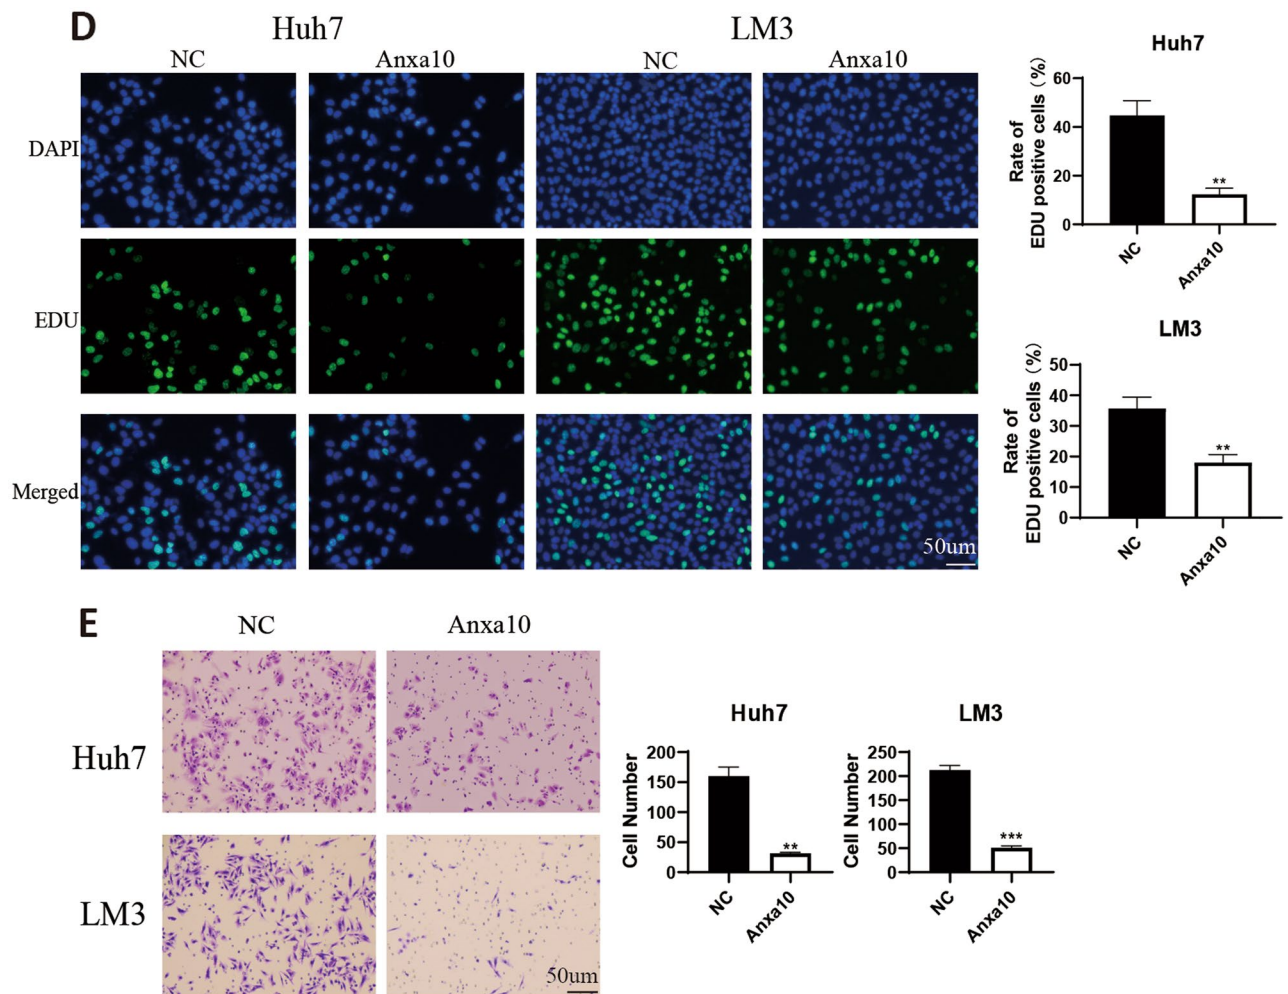 D
Huh7
LM3
NC
Anxa10
NC
Anxa10
DAPI
EDU
Merged
50um
Huh7
Rate of
EDU positive cells (%)
60
40
20
0
**
NC
Anxa10
LM3
Rate of
EDU positive cells (%)
50
40
30
20
10
0
**
NC
Anxa10
E
NC
Anxa10
Huh7
LM3
50um
Huh7
Cell Number
200
150
100
50
0
**
NC
Anxa10
LM3
Cell Number
250
200
150
100
50
0
***
NC
Anxa10